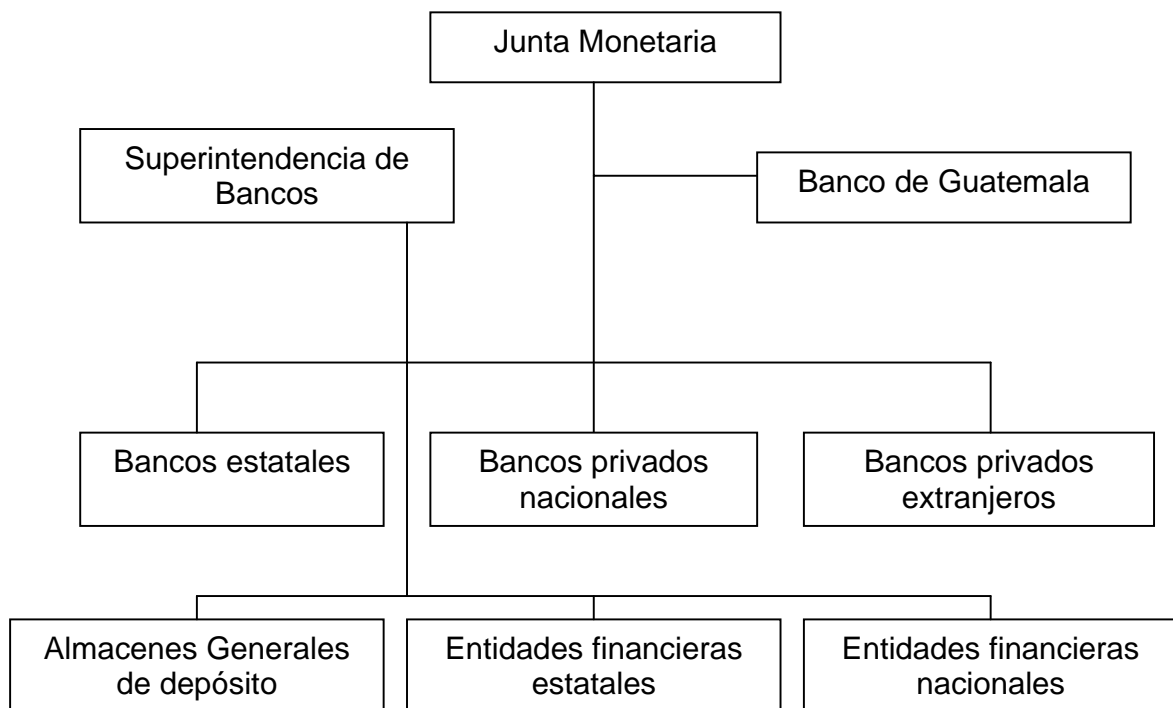 Junta Monetaria
Superintendencia de
Bancos
Banco de Guatemala
Bancos estatales
Bancos privados
nacionales
Bancos privados
extranjeros
Almacenes Generales
de depósito
Entidades financieras
estatales
Entidades financieras
nacionales